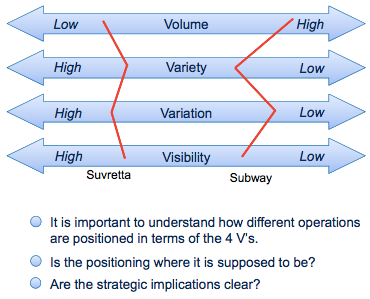 Low Volume High
High Variety Low
High Variation Low
High Visibility Low
Suvretta Subway
It is important to understand how different operations
are positioned in terms of the 4 V's.
Is the positioning where it is supposed to be?
Are the strategic implications clear?